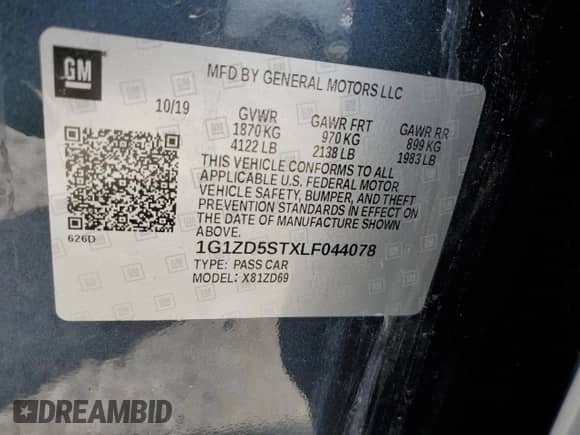 GM
MFD BY GENERAL MOTORS LLC
10/19 GVWR GAWR FRT GAWR RR
1870 KG 970 KG 899 KG
4122 LB 2138 LB 1983 LB
THIS VEHICLE CONFORMS TO ALL
APPLICABLE U.S. FEDERAL MOTOR
VEHICLE SAFETY, BUMPER, AND THEFT
PREVENTION STANDARDS IN EFFECT ON
THE DATE OF MANUFACTURE SHOWN
ABOVE.
626D
1G1ZD5STXLF044078
TYPE: PASS CAR
MODEL: X81ZD69
DREAMBID